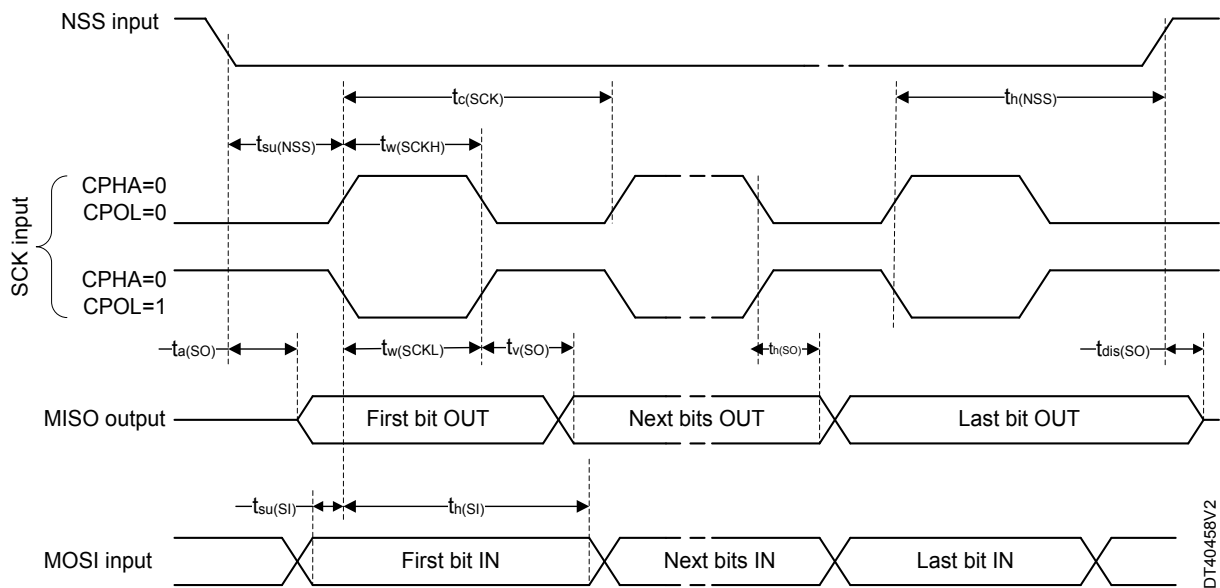 NSS input
tc(SCK)
th(NSS)
tsu(NSS)
tw(SCKH)
SCK input
CPHA=0
CPOL=0
CPHA=0
CPOL=1
ta(SO)
tw(SCKL)
tv(SO)
th(SO)
tdis(SO)
MISO output
First bit OUT
Next bits OUT
Last bit OUT
tsu(SI)
th(SI)
MOSI input
First bit IN
Next bits IN
Last bit IN
DT40458V2